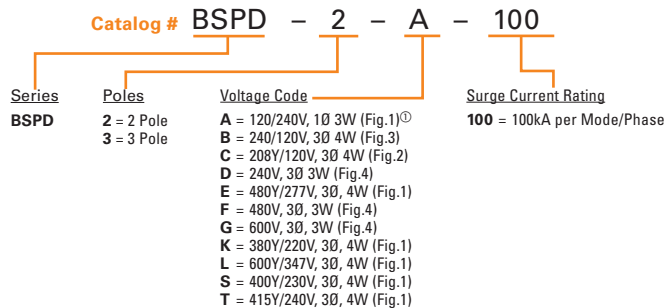 Catalog # BSPD – 2 – A – 100
Series
BSPD
Poles
2 = 2 Pole
3 = 3 Pole
Voltage Code
A = 120/240V, 1Ø 3W (Fig.1)①
B = 240/120V, 3Ø 4W (Fig.3)
C = 208Y/120V, 3Ø 4W (Fig.2)
D = 240V, 3Ø 3W (Fig.4)
E = 480Y/277V, 3Ø, 4W (Fig.1)
F = 480V, 3Ø, 3W (Fig.4)
G = 600V, 3Ø, 3W (Fig.4)
K = 380Y/220V, 3Ø, 4W (Fig.1)
L = 600Y/347V, 3Ø, 4W (Fig.1)
S = 400Y/230V, 3Ø, 4W (Fig.1)
T = 415Y/240V, 3Ø, 4W (Fig.1)
Surge Current Rating
100 = 100kA per Mode/Phase